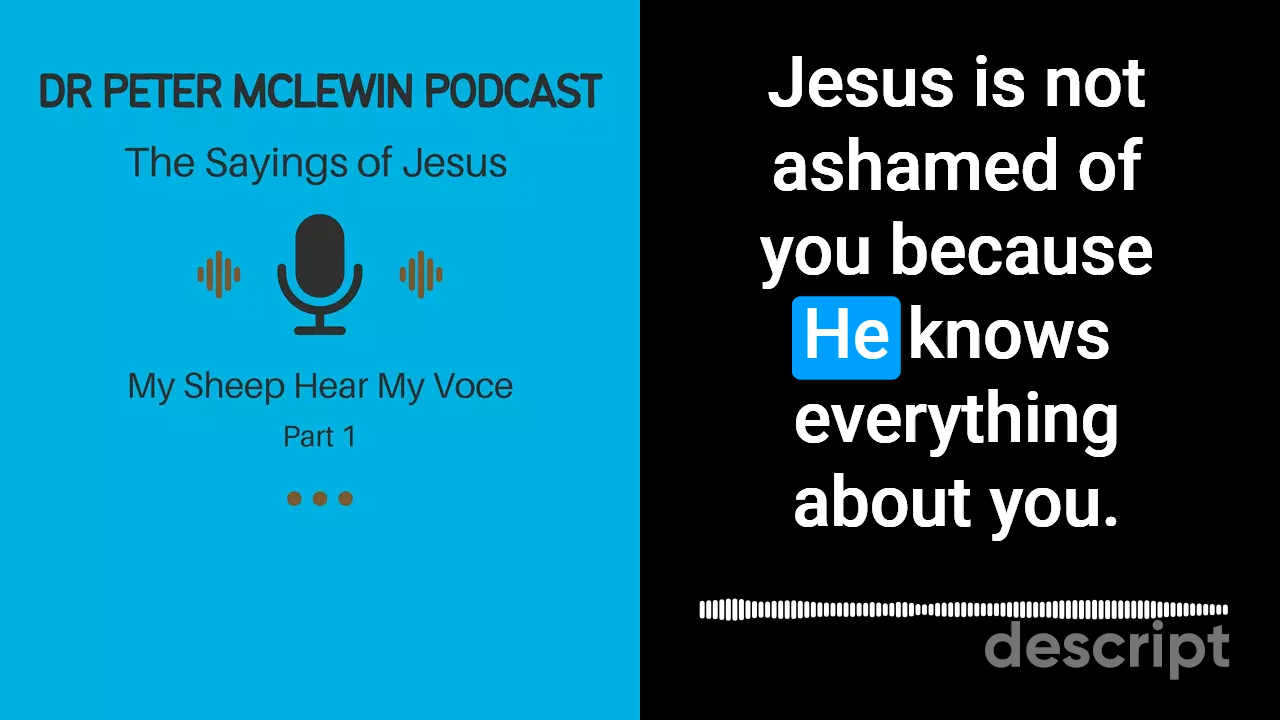 DR PETER MCLEWIN PODCAST
The Sayings of Jesus
My Sheep Hear My Voce
Part 1
Jesus is not
ashamed of
you because
He knows
everything
about you.
descript